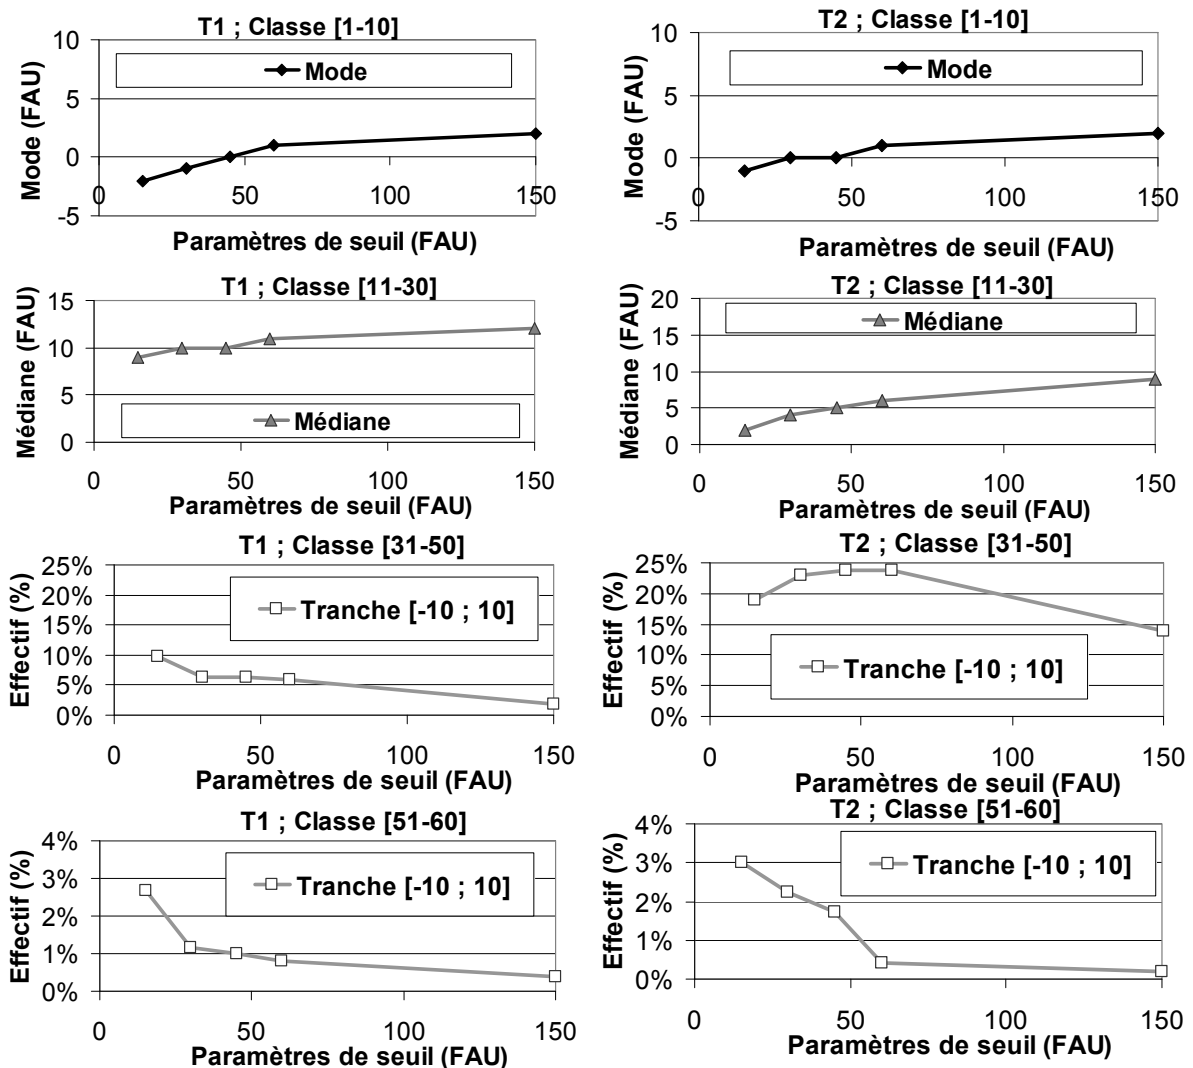 T1 ; Classe [1-10]
10
5
0
-5
Mode (FAU)
Mode
0
50
100
150
Paramètres de seuil (FAU)
T2 ; Classe [1-10]
10
5
0
-5
Mode (FAU)
Mode
0
50
100
150
Paramètres de seuil (FAU)
T1 ; Classe [11-30]
15
10
5
0
Médiane (FAU)
Médiane
0
50
100
150
Paramètres de seuil (FAU)
T2 ; Classe [11-30]
20
15
10
5
0
Médiane (FAU)
Médiane
0
50
100
150
Paramètres de seuil (FAU)
T1 ; Classe [31-50]
25%
20%
15%
10%
5%
0%
Effectif (%)
Tranche [-10 ; 10]
0
50
100
150
Paramètres de seuil (FAU)
T2 ; Classe [31-50]
25%
20%
15%
10%
5%
0%
Effectif (%)
Tranche [-10 ; 10]
0
50
100
150
Paramètres de seuil (FAU)
T1 ; Classe [51-60]
4%
3%
2%
1%
0%
Effectif (%)
Tranche [-10 ; 10]
0
50
100
150
Paramètres de seuil (FAU)
T2 ; Classe [51-60]
4%
3%
2%
1%
0%
Effectif (%)
Tranche [-10 ; 10]
0
50
100
150
Paramètres de seuil (FAU)